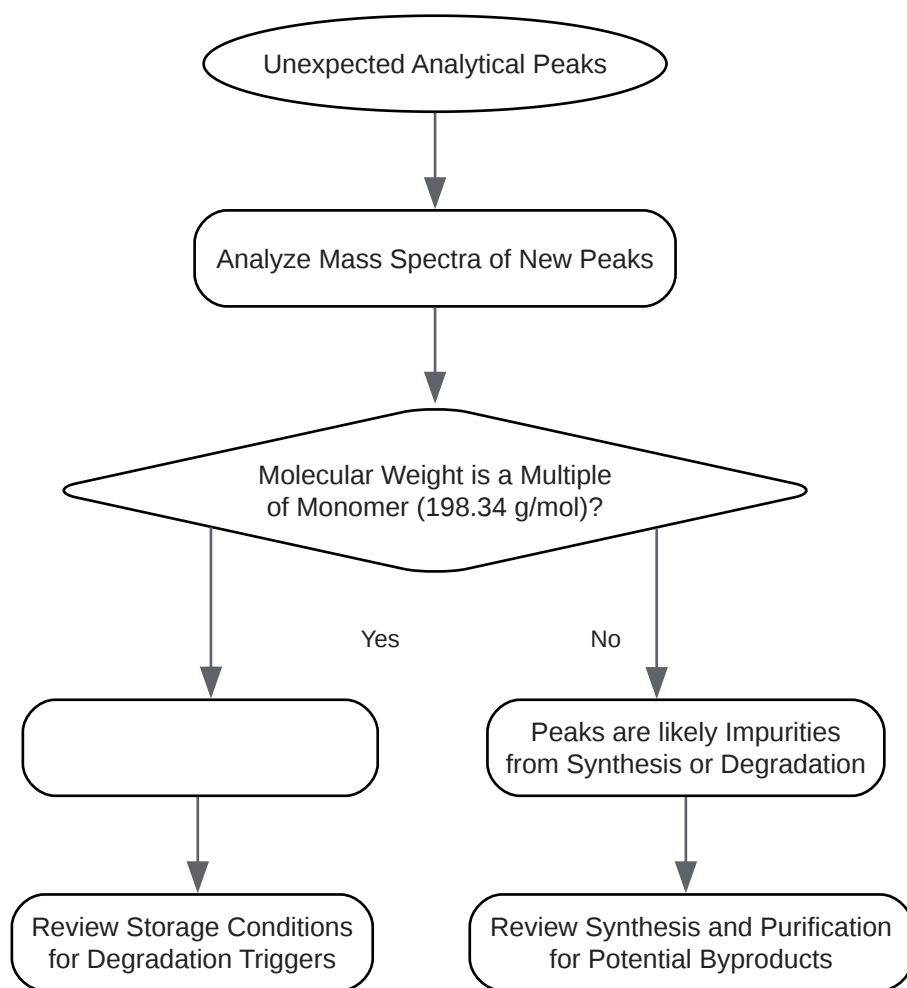 Unexpected Analytical Peaks
Analyze Mass Spectra of New Peaks
Molecular Weight is a Multiple
of Monomer (198.34 g/mol)?
Yes
No
Peaks are likely Impurities
from Synthesis or Degradation
Review Storage Conditions
for Degradation Triggers
Review Synthesis and Purification
for Potential Byproducts